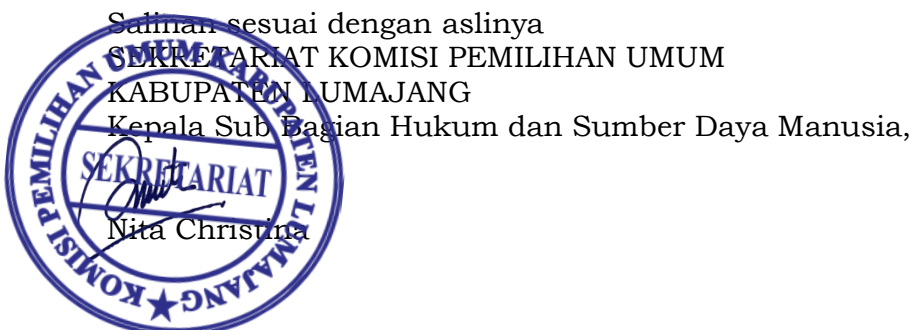 Salinan sesuai dengan aslinya
SEKRETARIAT KOMISI PEMILIHAN UMUM
KABUPATEN LUMAJANG
Kepala Sub Bagian Hukum dan Sumber Daya Manusia,
KOMISI PEMILIHAN UMUM KABUPATEN LUMAJANG
SEKRETARIAT
Nita Christina